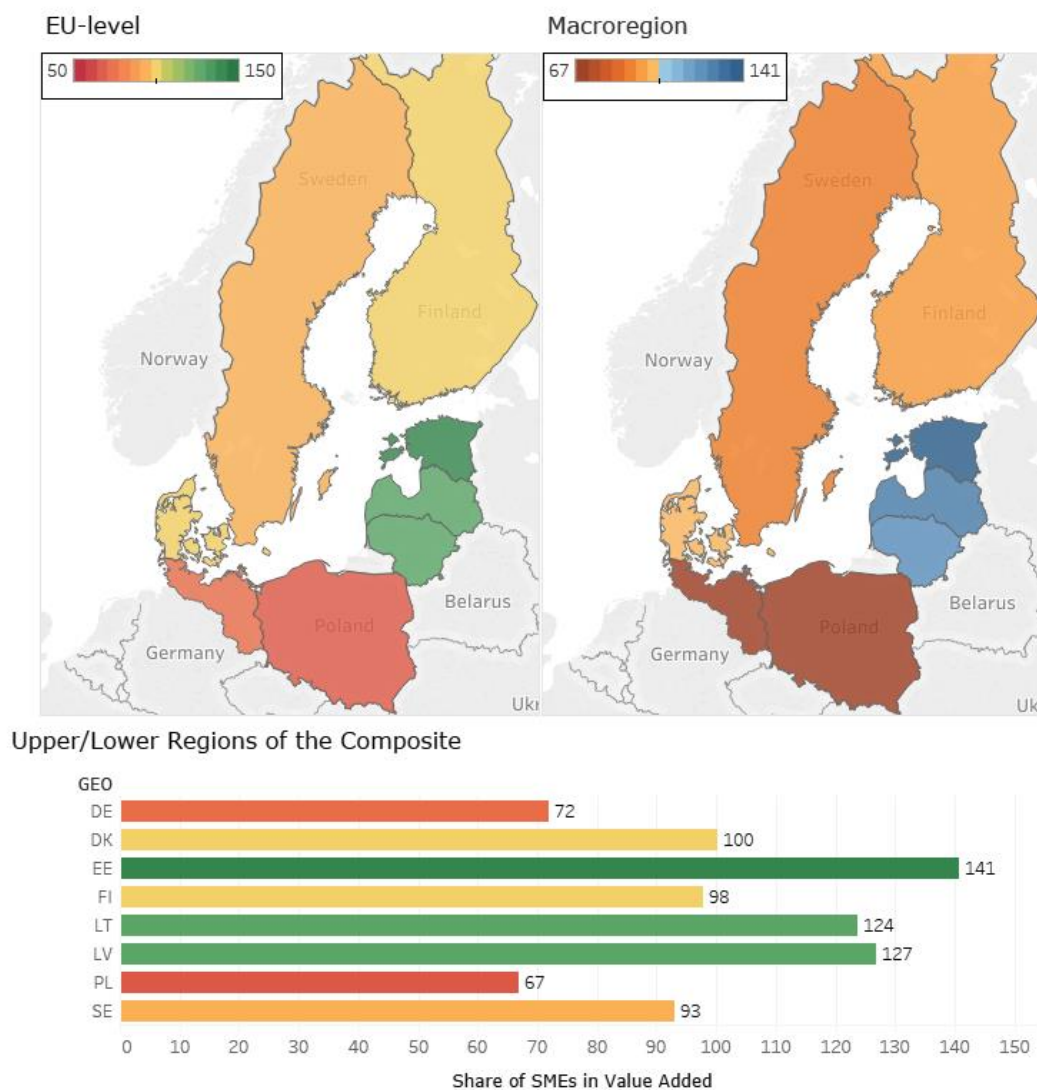 EU-level
Macroregion
50 150
67 141
Sweden
Finland
Norway
Belarus
Poland
Germany
Ukr
Sweden
Finland
Norway
Belarus
Poland
Germany
Uk
Upper/Lower Regions of the Composite
GEO
DE 72
DK 100
EE 141
FI 98
LT 124
LV 127
PL 67
SE 93
0 10 20 30 40 50 60 70 80 90 100 110 120 130 140 150
Share of SMEs in Value Added